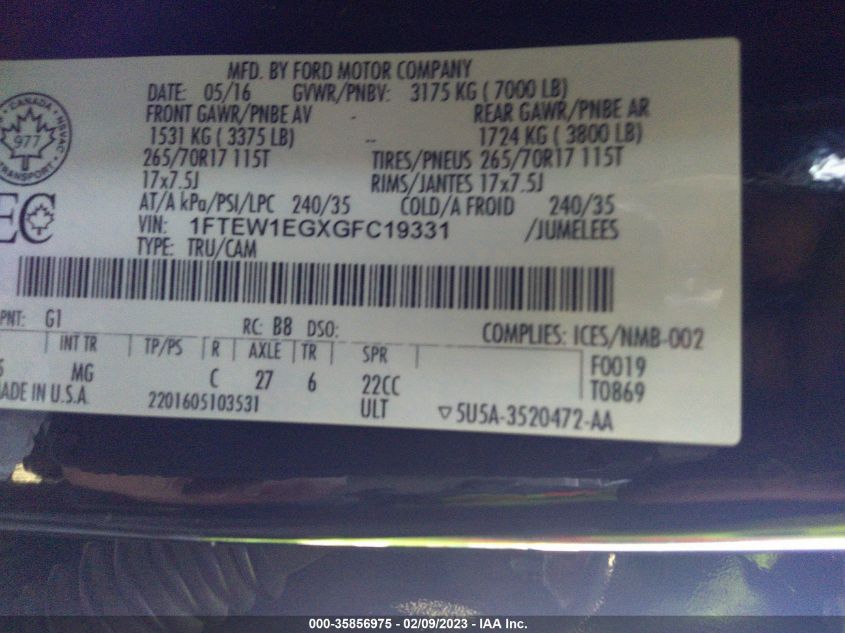 MFD. BY FORD MOTOR COMPANY
DATE: 05/16 GVWR/PNBV: 3175 KG ( 7000 LB)
FRONT GAWR/PNBE AV - REAR GAWR/PNBE AR
1531 KG ( 3375 LB) -- 1724 KG ( 3800 LB)
265/70R17 115T TIRES/PNEUS 265/70R17 115T
17x7.5J RIMS/JANTES 17x7.5J
AT/A kPa/PSI/LPC 240/35 COLD/A FROID 240/35
VIN: 1FTEW1EGXGFC19331 /JUMELEES
TYPE: TRU/CAM
CANADA
NSVAC
977
TRANSPORT
EC
PNT: G1 RC: B8 DSO: COMPLIES: ICES/NMB-002
INT TR TP/PS R AXLE TR SPR F0019
MG C 27 6 22CC T0869
ADE IN U.S.A. 2201605103531 ULT ▽5U5A-3520472-AA
000-35856975 — 02/09/2023 — IAA Inc.